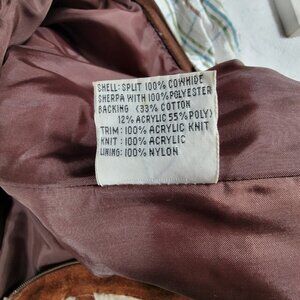 SHELL: SPLIT 100% COWHIDE
SHERPA WITH 100% POLYESTER
BACKING (33% COTTON
12% ACRYLIC 55% POLY)
TRIM: 100% ACRYLIC KNIT
KNIT: 100% ACRYLIC
LINING: 100% NYLON